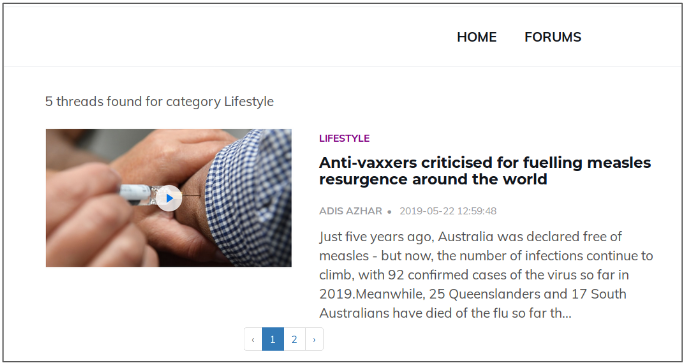 HOME FORUMS
5 threads found for category Lifestyle
LIFESTYLE
Anti-vaxxers criticised for fuelling measles
resurgence around the world
ADIS AZHAR • 2019-05-22 12:59:48
Just five years ago, Australia was declared free of
measles - but now, the number of infections continue to
climb, with 92 confirmed cases of the virus so far in
2019.Meanwhile, 25 Queenslanders and 17 South
Australians have died of the flu so far th...
‹ 1 2 ›